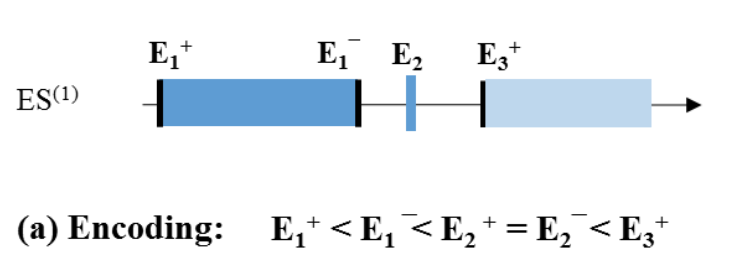 E₁⁺ E₁⁻ E₂ E₃⁺
ES⁽¹⁾
(a) Encoding: E₁⁺ < E₁⁻ < E₂⁺ = E₂⁻ < E₃⁺